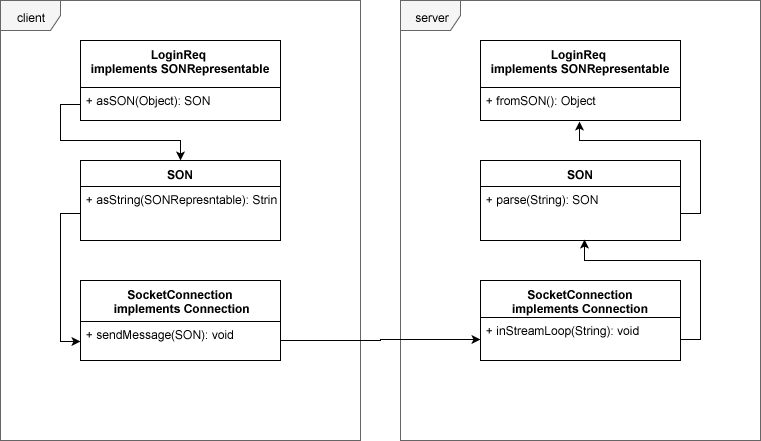 client
LoginReq
implements SONRepresentable
+ asSON(Object): SON
SON
+ asString(SONRepresntable): Strin
SocketConnection
implements Connection
+ sendMessage(SON): void
server
LoginReq
implements SONRepresentable
+ fromSON(): Object
SON
+ parse(String): SON
SocketConnection
implements Connection
+ inStreamLoop(String): void